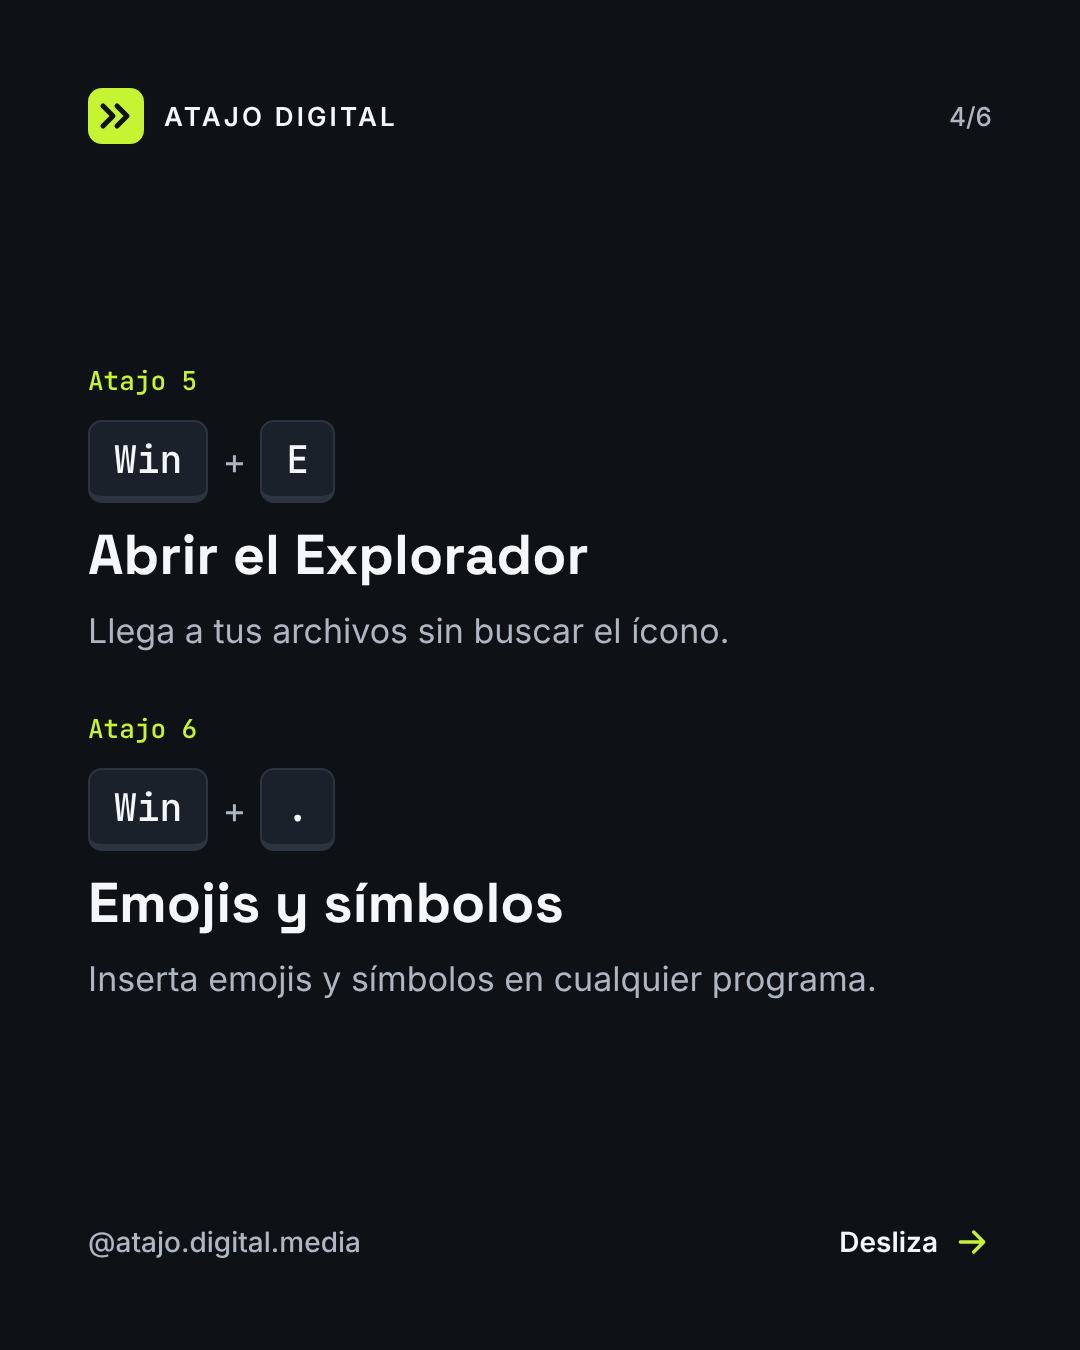 ATAJO DIGITAL
4/6
Atajo 5
Win + E
Abrir el Explorador
Llega a tus archivos sin buscar el ícono.
Atajo 6
Win + .
Emojis y símbolos
Inserta emojis y símbolos en cualquier programa.
@atajo.digital.media
Desliza →